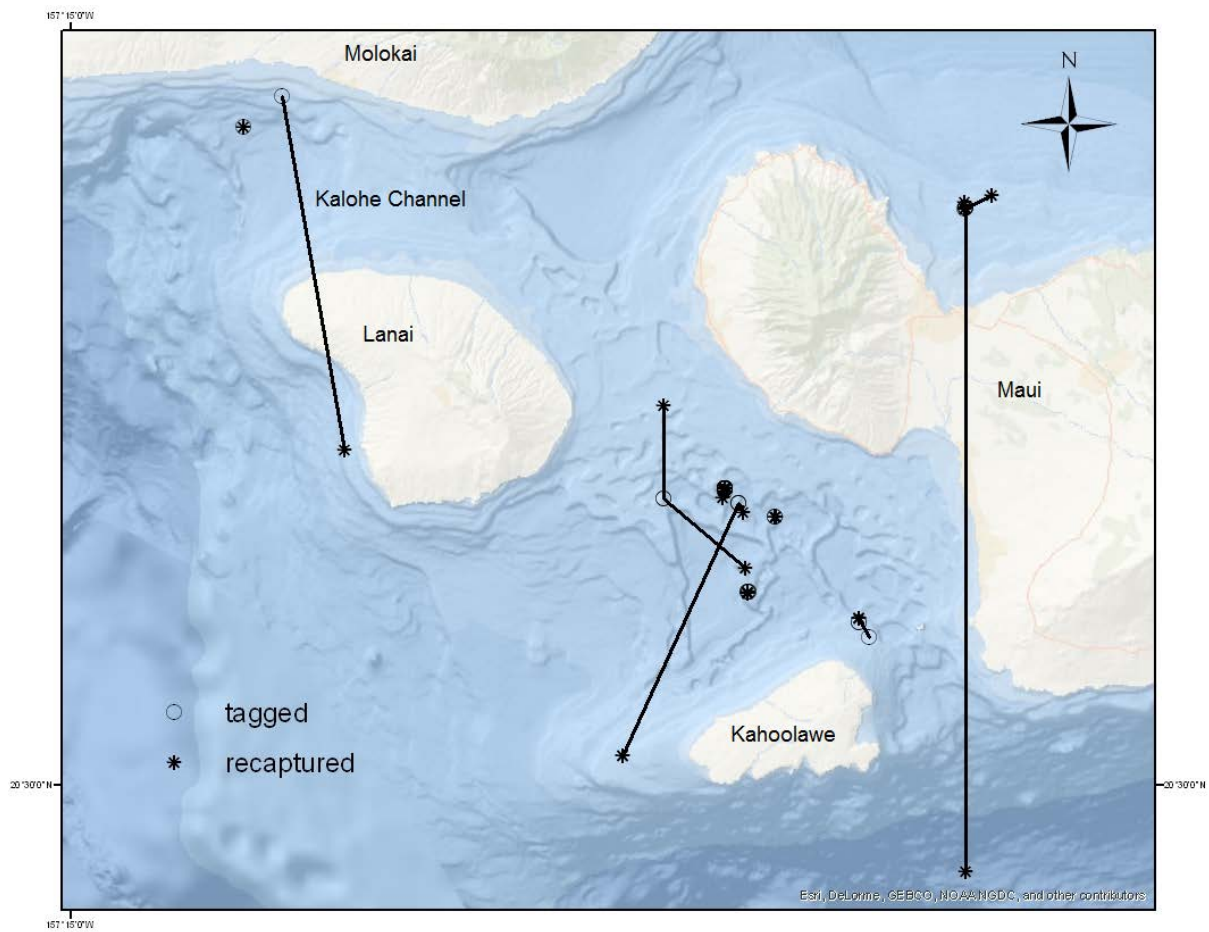 157°15'0"W
Molokai
N
Kalohe Channel
Lanai
Maui
tagged
Kahoolawe
recaptured
20°30'0"N
20°30'0"N
Esri, DeLorme, GEBCO, NOAA NGDC, and other contributors
157°15'0"W